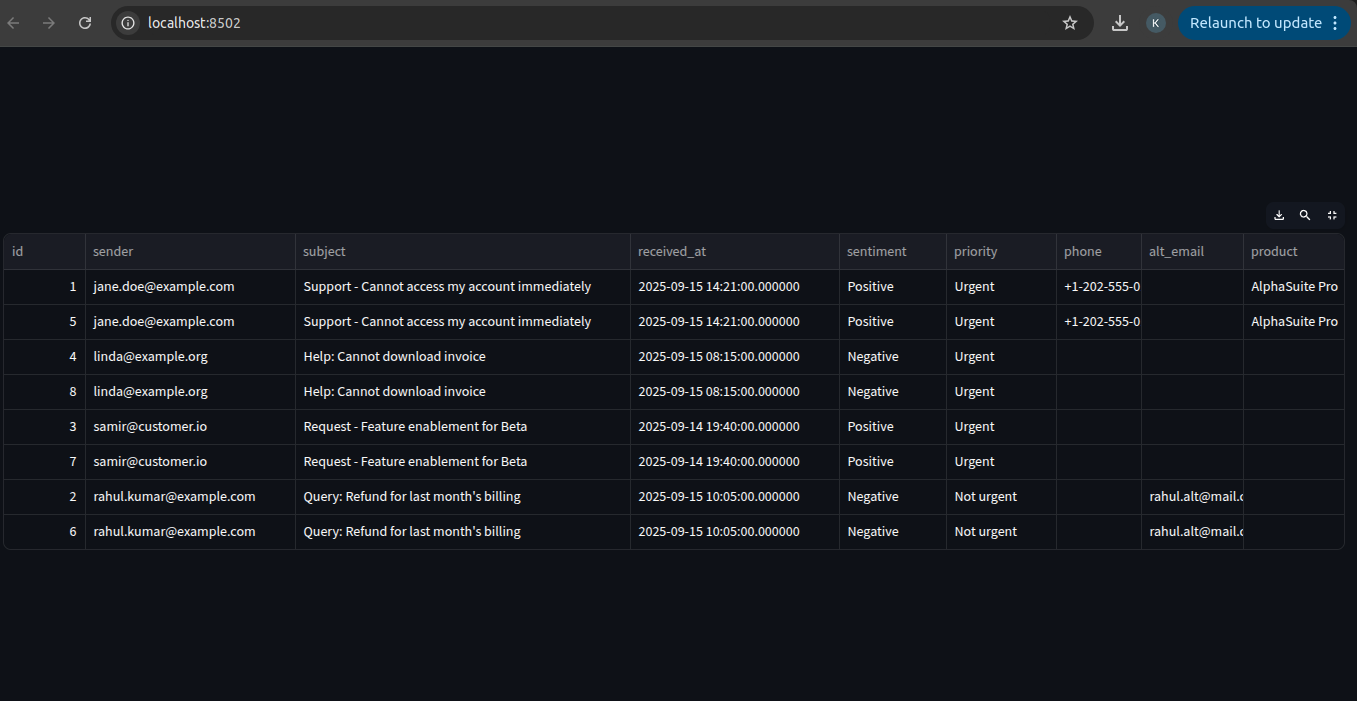 localhost:8502 K Relaunch to update
id sender subject received_at sentiment priority phone alt_email product
1 jane.doe@example.com Support - Cannot access my account immediately 2025-09-15 14:21:00.000000 Positive Urgent +1-202-555-0 AlphaSuite Pro
5 jane.doe@example.com Support - Cannot access my account immediately 2025-09-15 14:21:00.000000 Positive Urgent +1-202-555-0 AlphaSuite Pro
4 linda@example.org Help: Cannot download invoice 2025-09-15 08:15:00.000000 Negative Urgent
8 linda@example.org Help: Cannot download invoice 2025-09-15 08:15:00.000000 Negative Urgent
3 samir@customer.io Request - Feature enablement for Beta 2025-09-14 19:40:00.000000 Positive Urgent
7 samir@customer.io Request - Feature enablement for Beta 2025-09-14 19:40:00.000000 Positive Urgent
2 rahul.kumar@example.com Query: Refund for last month's billing 2025-09-15 10:05:00.000000 Negative Not urgent rahul.alt@mail.c
6 rahul.kumar@example.com Query: Refund for last month's billing 2025-09-15 10:05:00.000000 Negative Not urgent rahul.alt@mail.c